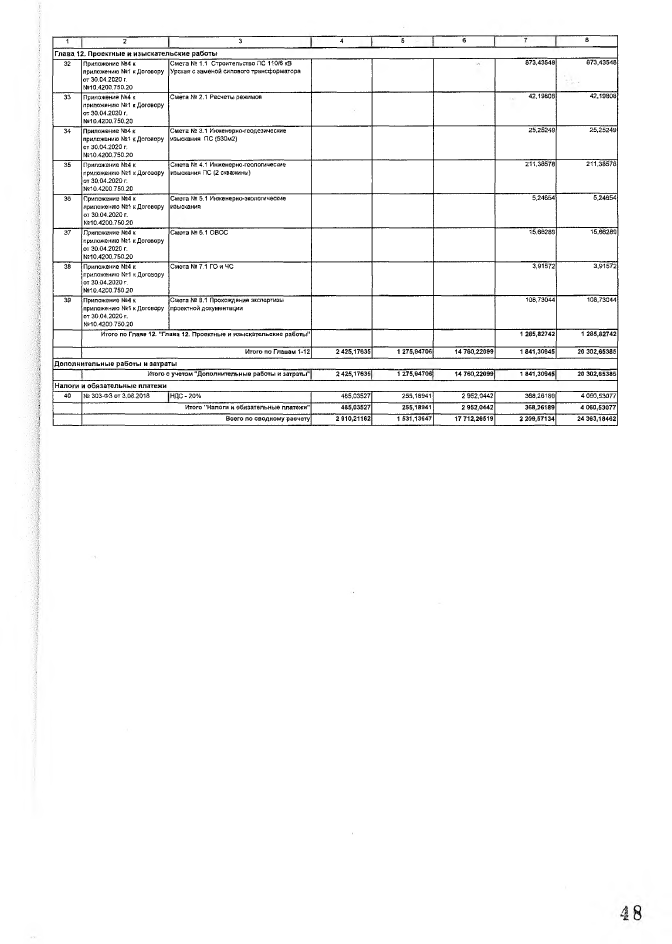 1 2 3 4 5 6 7 8
Глава 12. Проектные и изыскательские работы
32 Приложение №4 к Смета № 1.1 Строительство ПС 110/6 кВ 873,43548 873,43548
приложению №1 к Договору Урская с заменой силового трансформатора
от 30.04.2020 г.
№10.4200.750.20
33 Приложение №4 к Смета № 2.1 Расчеты режимов 42,19808 42,19808
приложению №1 к Договору
от 30.04.2020 г.
№10.4200.750.20
34 Приложение №4 к Смета № 3.1 Инженерно-геодезические 25,25249 25,25249
приложению №1 к Договору изыскания ПС (530м2)
от 30.04.2020 г.
№10.4200.750.20
35 Приложение №4 к Смета № 4.1 Инженерно-геологические 211,38578 211,38578
приложению №1 к Договору изыскания ПС (2 скважины)
от 30.04.2020 г.
№10.4200.750.20
36 Приложение №4 к Смета № 5.1 Инженерно-экологические 5,24654 5,24654
приложению №1 к Договору изыскания
от 30.04.2020 г.
№10.4200.750.20
37 Приложение №4 к Смета № 6.1 ОВОС 15,66289 15,66289
приложению №1 к Договору
от 30.04.2020 г.
№10.4200.750.20
38 Приложение №4 к Смета № 7.1 ГО и ЧС 3,91572 3,91572
приложению №1 к Договору
от 30.04.2020 г.
№10.4200.750.20
39 Приложение №4 к Смета № 8.1 Прохождение экспертизы 108,73044 108,73044
приложению №1 к Договору проектной документации
от 30.04.2020 г.
№10.4200.750.20
Итого по Главе 12. "Глава 12. Проектные и изыскательские работы" 1 285,82742 1 285,82742
Итого по Главам 1-12 2 425,17635 1 275,94706 14 760,22099 1 841,30945 20 302,65385
Дополнительные работы и затраты
Итого с учетом "Дополнительные работы и затраты" 2 425,17635 1 275,94706 14 760,22099 1 841,30945 20 302,65385
Налоги и обязательные платежи
40 № 303-ФЗ от 3.08.2018 НДС - 20% 485,03527 255,18941 2 952,0442 368,26189 4 060,53077
Итого "Налоги и обязательные платежи" 485,03527 255,18941 2 952,0442 368,26189 4 060,53077
Всего по сводному расчету 2 910,21162 1 531,13647 17 712,26519 2 209,57134 24 363,18462
48